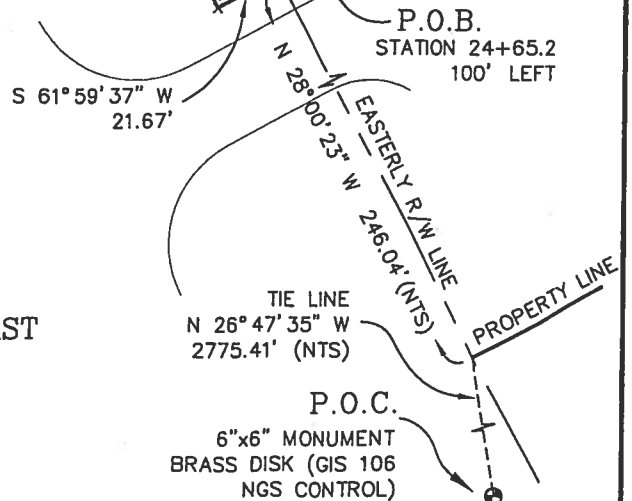 P.O.B.
STATION 24+65.2
100' LEFT
S 61°59'37" W
21.67'
N 28°00'23" W 246.04' (NTS)
EASTERLY R/W LINE
TIE LINE
N 26°47'35" W
2775.41' (NTS)
PROPERTY LINE
P.O.C.
6"x6" MONUMENT
BRASS DISK (GIS 106
NGS CONTROL)